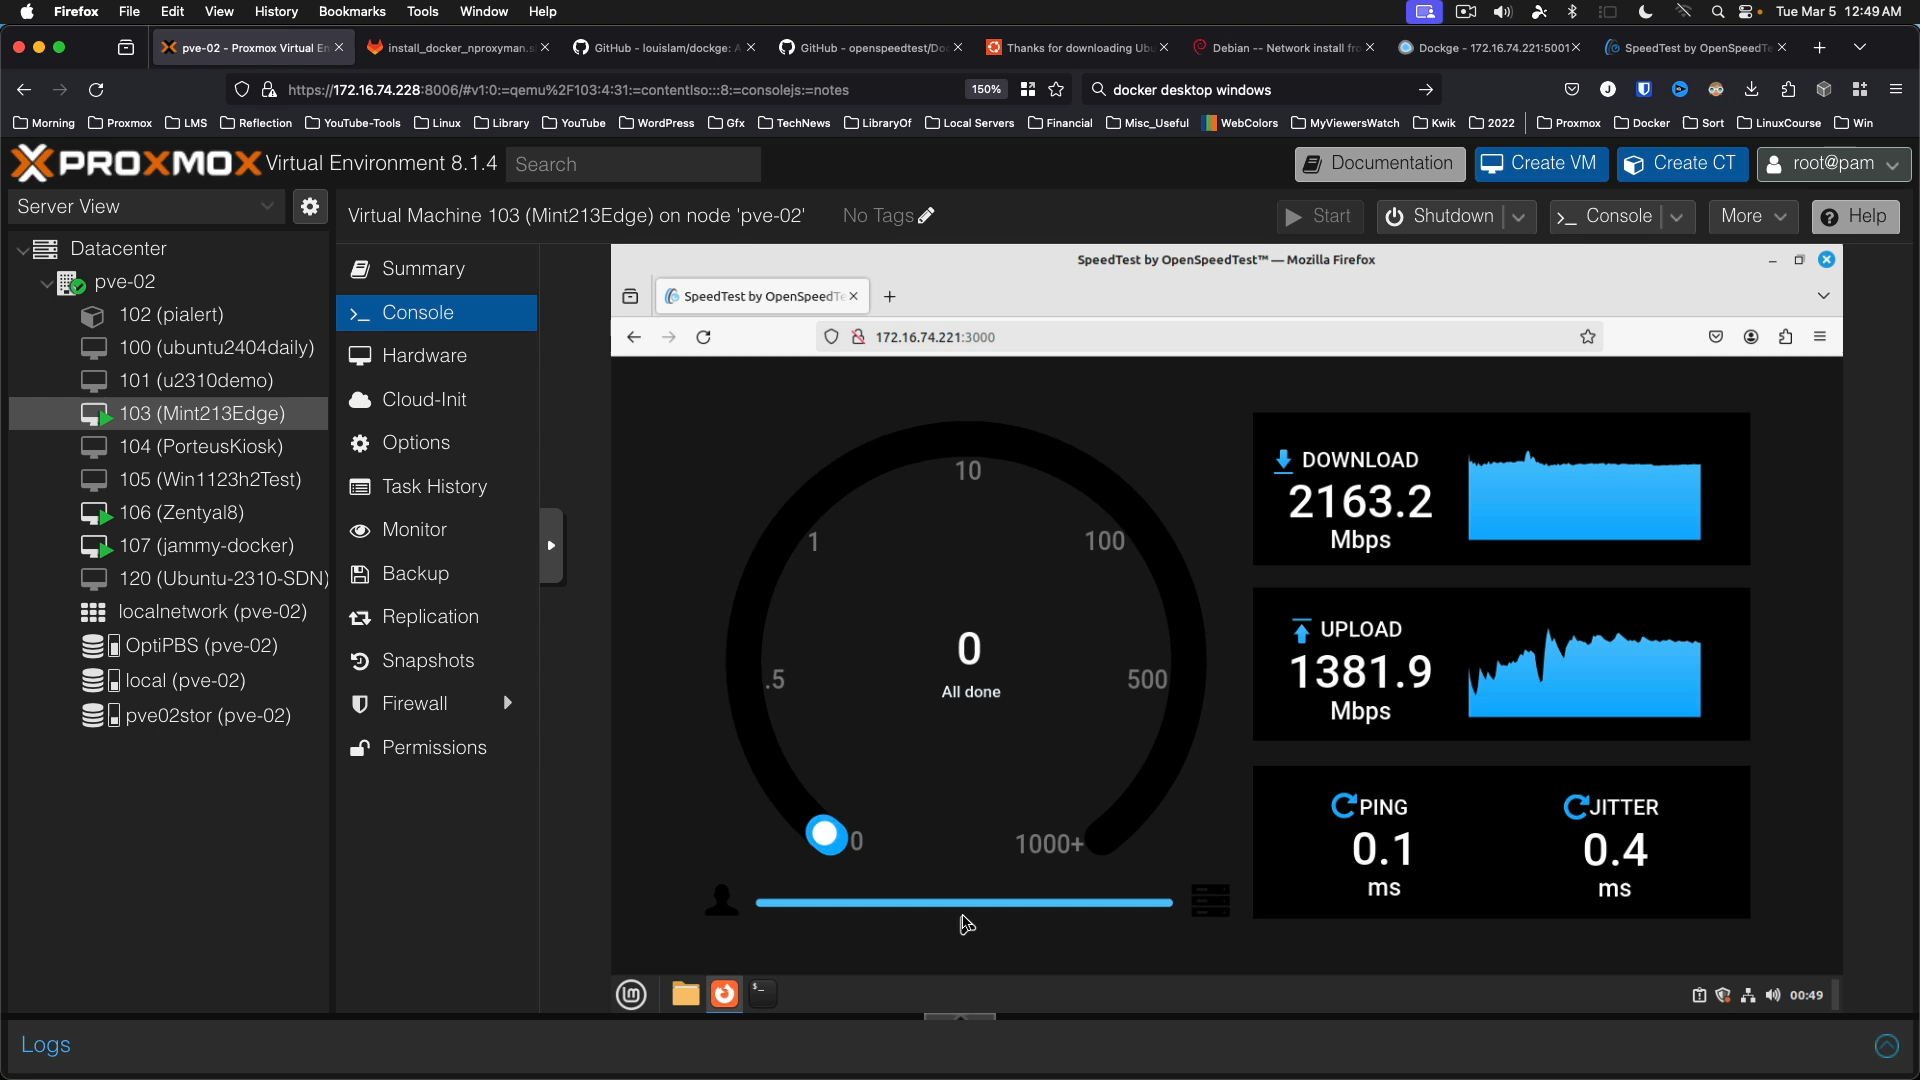 Firefox File Edit View History Bookmarks Tools Window Help Tue Mar 5 12:49 AM
pve-02 - Proxmox Virtual En install_docker_nproxyman.s GitHub - louislam/dockge: A GitHub - openspeedtest/Doc Thanks for downloading Ubu Debian -- Network install fro Dockge - 172.16.74.221:5001 SpeedTest by OpenSpeedTe
https://172.16.74.228:8006/#v1:0:=qemu%2F103:4:31:=contentIso:::8:=consolejs:=notes 150% docker desktop windows
Morning Proxmox LMS Reflection YouTube-Tools Linux Library YouTube WordPress Gfx TechNews LibraryOf Local Servers Financial Misc_Useful WebColors MyViewersWatch Kwik 2022 Proxmox Docker Sort LinuxCourse Win
PROXMOX Virtual Environment 8.1.4 Search Documentation Create VM Create CT root@pam
Server View
Virtual Machine 103 (Mint213Edge) on node 'pve-02' No Tags Start Shutdown Console More Help
Datacenter
pve-02
102 (pialert)
100 (ubuntu2404daily)
101 (u2310demo)
103 (Mint213Edge)
104 (PorteusKiosk)
105 (Win1123h2Test)
106 (Zentyal8)
107 (jammy-docker)
120 (Ubuntu-2310-SDN)
localnetwork (pve-02)
OptiPBS (pve-02)
local (pve-02)
pve02stor (pve-02)
Summary
Console
Hardware
Cloud-Init
Options
Task History
Monitor
Backup
Replication
Snapshots
Firewall
Permissions
SpeedTest by OpenSpeedTest™ — Mozilla Firefox
SpeedTest by OpenSpeedTe
172.16.74.221:3000
10
1
100
.5
500
0
1000+
0
All done
DOWNLOAD
2163.2
Mbps
UPLOAD
1381.9
Mbps
PING
0.1
ms
JITTER
0.4
ms
00:49
Logs